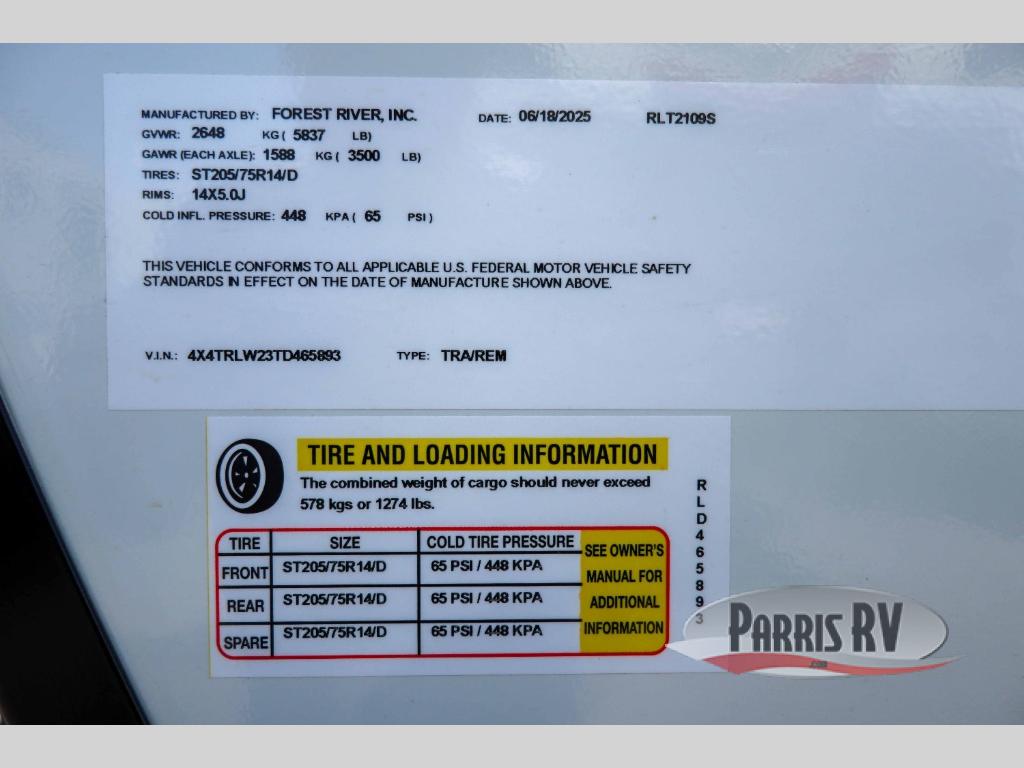 MANUFACTURED BY: FOREST RIVER, INC. DATE: 06/18/2025 RLT2109S
GVWR: 2648 KG ( 5837 LB)
GAWR (EACH AXLE): 1588 KG ( 3500 LB)
TIRES: ST205/75R14/D
RIMS: 14X5.0J
COLD INFL. PRESSURE: 448 KPA ( 65 PSI )
THIS VEHICLE CONFORMS TO ALL APPLICABLE U.S. FEDERAL MOTOR VEHICLE SAFETY
STANDARDS IN EFFECT ON THE DATE OF MANUFACTURE SHOWN ABOVE.
V.I.N.: 4X4TRLW23TD465893 TYPE: TRA/REM
TIRE AND LOADING INFORMATION
The combined weight of cargo should never exceed
578 kgs or 1274 lbs.
TIRE SIZE COLD TIRE PRESSURE
FRONT ST205/75R14/D 65 PSI / 448 KPA
REAR ST205/75R14/D 65 PSI / 448 KPA
SPARE ST205/75R14/D 65 PSI / 448 KPA
SEE OWNER'S
MANUAL FOR
ADDITIONAL
INFORMATION
RLD465893
PARRIS RV
.com